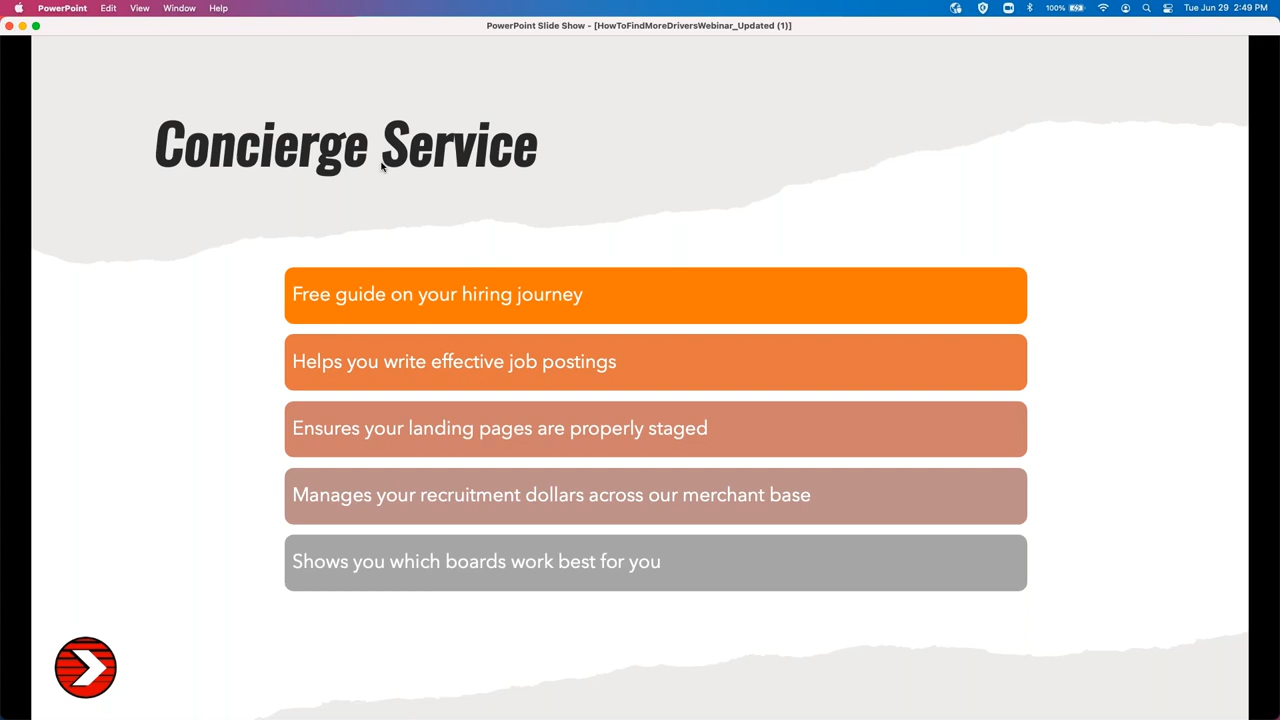 PowerPoint Edit View Window Help 100% Tue Jun 29 2:49 PM
PowerPoint Slide Show - [HowToFindMoreDriversWebinar_Updated (1)]
Concierge Service
Free guide on your hiring journey
Helps you write effective job postings
Ensures your landing pages are properly staged
Manages your recruitment dollars across our merchant base
Shows you which boards work best for you